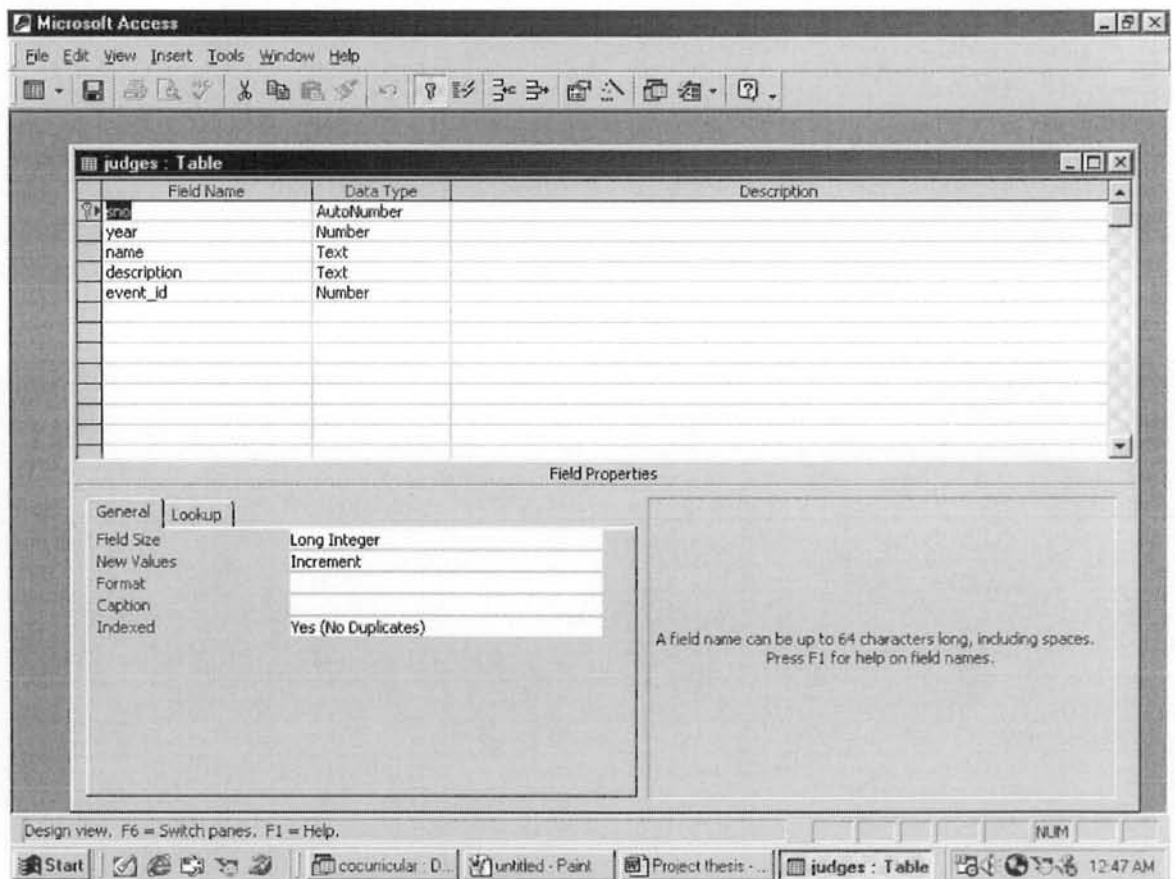 Microsoft Access
File Edit View Insert Tools Window Help
judges : Table
Field Name Data Type Description
sno AutoNumber
year Number
name Text
description Text
event_id Number
Field Properties
General Lookup
Field Size Long Integer
New Values Increment
Format
Caption
Indexed Yes (No Duplicates)
A field name can be up to 64 characters long, including spaces.
Press F1 for help on field names.
Design view. F6 = Switch panes. F1 = Help. NUM
Start cocurricular : D... untitled - Paint Project thesis - ... judges : Table 12:47 AM